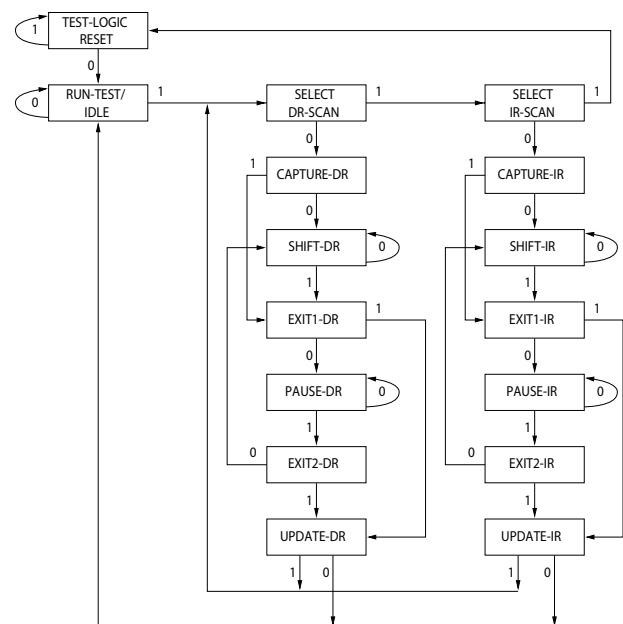 TEST-LOGIC
RESET
1
0
RUN-TEST/
IDLE
0
1
SELECT
DR-SCAN
1
SELECT
IR-SCAN
1
0
0
1
CAPTURE-DR
1
CAPTURE-IR
0
0
SHIFT-DR
0
SHIFT-IR
0
1
1
EXIT1-DR
1
EXIT1-IR
1
0
0
PAUSE-DR
0
PAUSE-IR
0
1
1
0
EXIT2-DR
0
EXIT2-IR
1
1
UPDATE-DR
UPDATE-IR
1
0
1
0